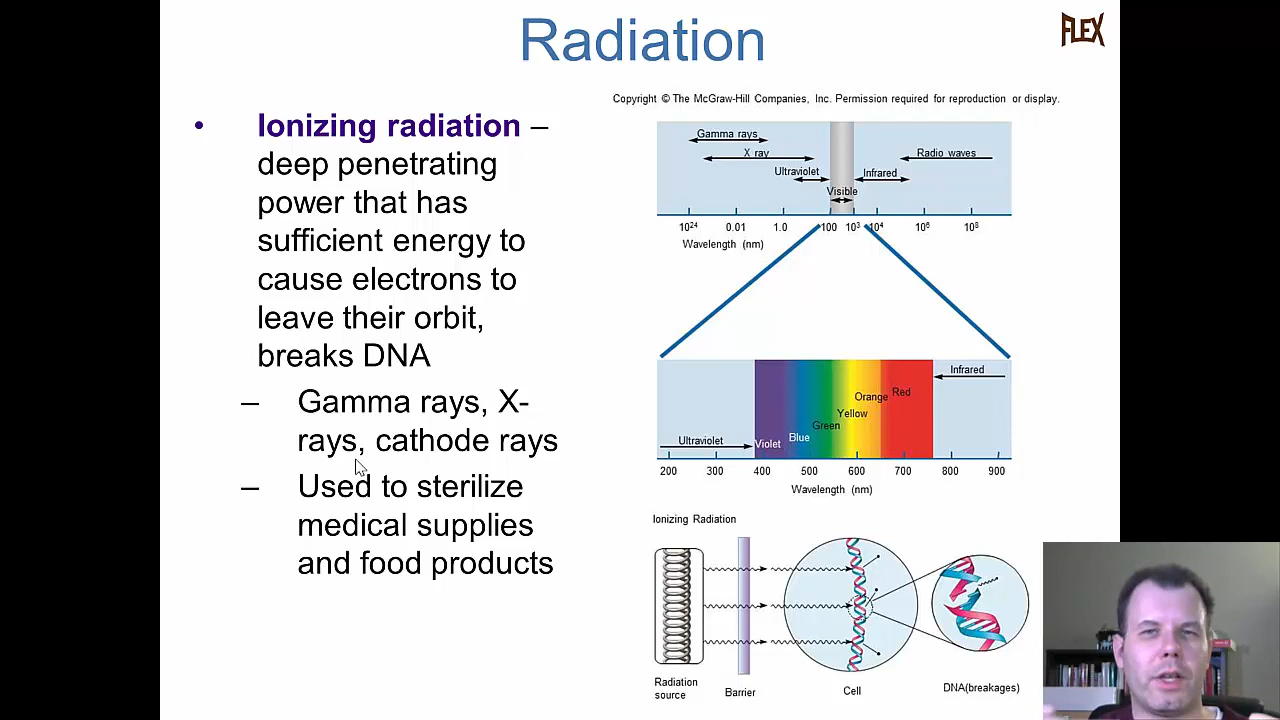 Radiation
FLEX
Copyright © The McGraw-Hill Companies, Inc. Permission required for reproduction or display.
• Ionizing radiation –
deep penetrating
power that has
sufficient energy to
cause electrons to
leave their orbit,
breaks DNA
– Gamma rays, X-
rays, cathode rays
– Used to sterilize
medical supplies
and food products
Gamma rays
X ray
Radio waves
Ultraviolet
Infrared
Visible
10²⁴ 0.01 1.0 100 10³ 10⁴ 10⁶ 10⁸
Wavelength (nm)
Infrared
Red
Orange
Yellow
Green
Blue
Violet
Ultraviolet
200 300 400 500 600 700 800 900
Wavelength (nm)
Ionizing Radiation
Radiation
source
Barrier
Cell
DNA(breakages)